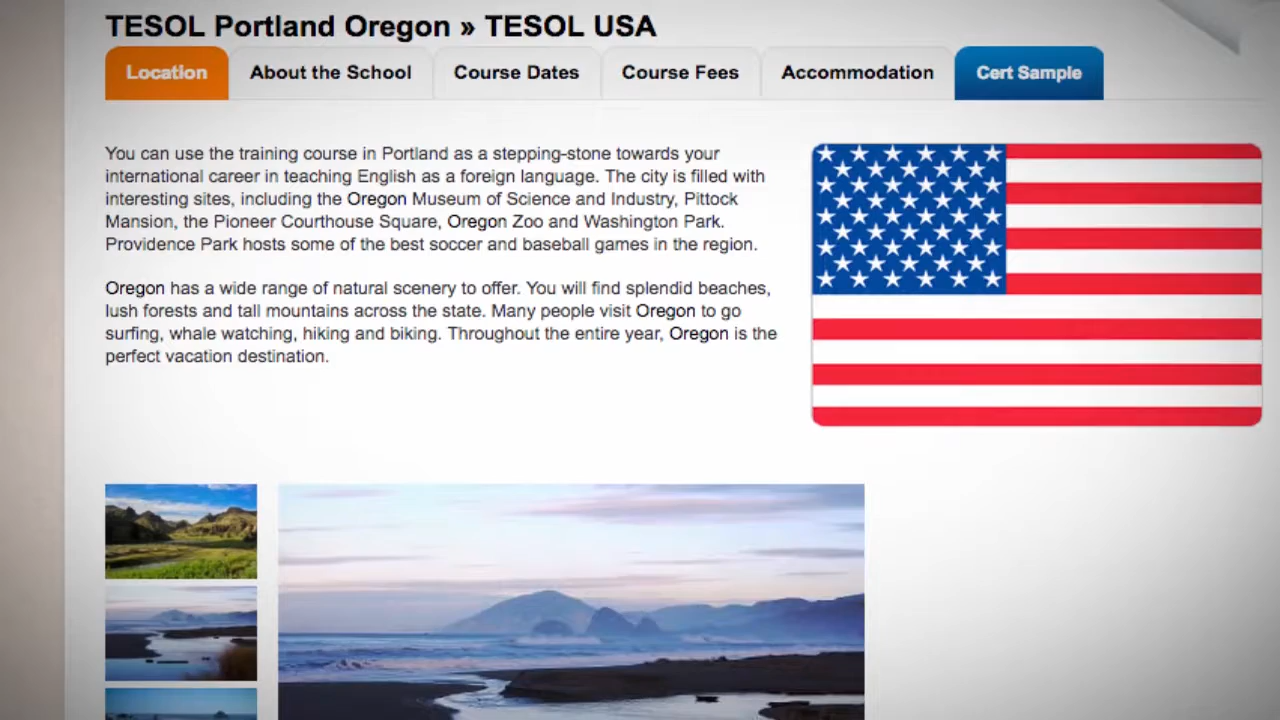 TESOL Portland Oregon » TESOL USA
Location About the School Course Dates Course Fees Accommodation Cert Sample
You can use the training course in Portland as a stepping-stone towards your
international career in teaching English as a foreign language. The city is filled with
interesting sites, including the Oregon Museum of Science and Industry, Pittock
Mansion, the Pioneer Courthouse Square, Oregon Zoo and Washington Park.
Providence Park hosts some of the best soccer and baseball games in the region.
Oregon has a wide range of natural scenery to offer. You will find splendid beaches,
lush forests and tall mountains across the state. Many people visit Oregon to go
surfing, whale watching, hiking and biking. Throughout the entire year, Oregon is the
perfect vacation destination.